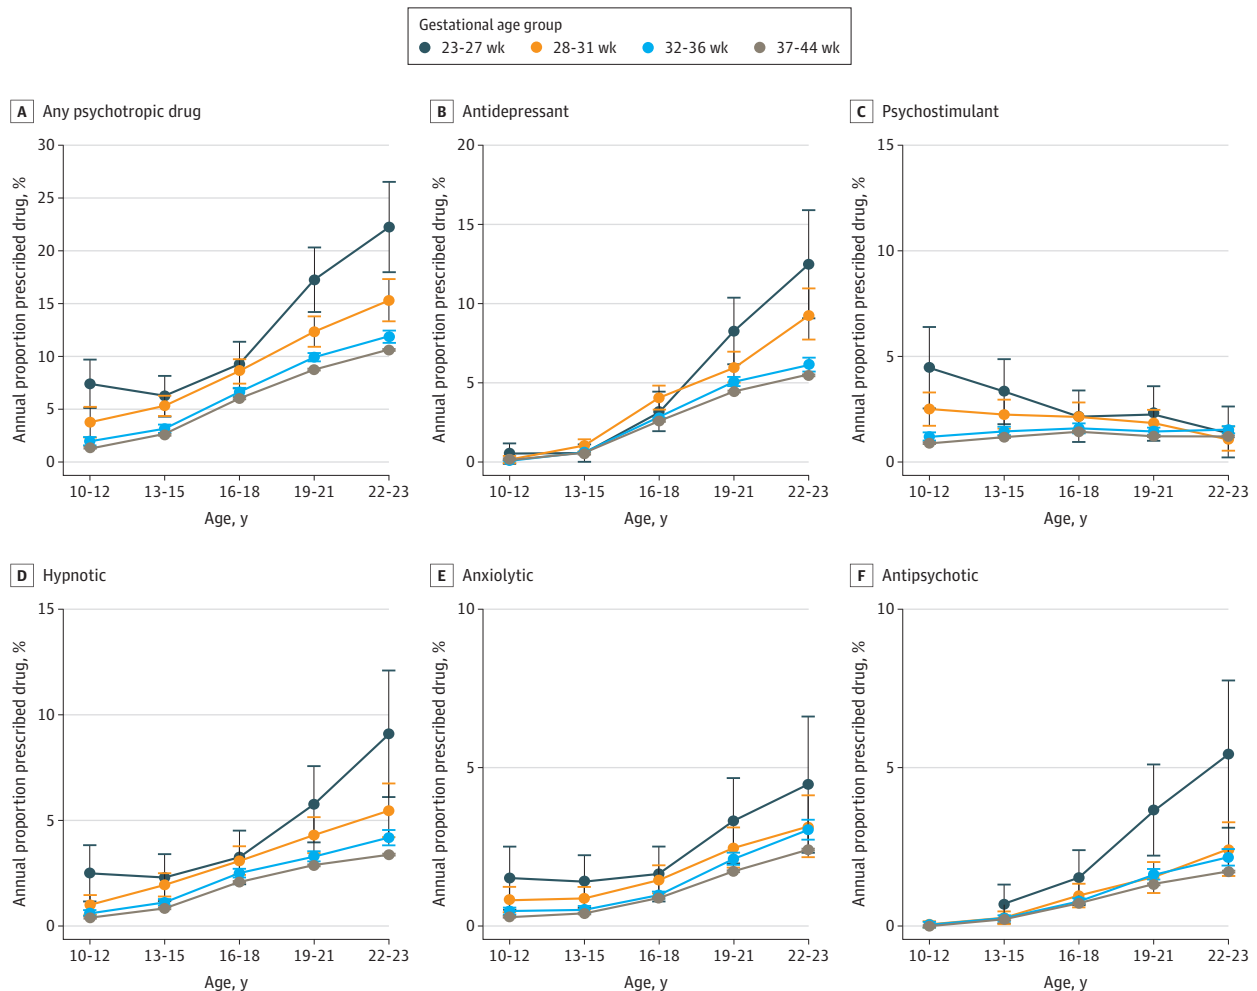 Gestational age group
23-27 wk 28-31 wk 32-36 wk 37-44 wk
A Any psychotropic drug
Annual proportion prescribed drug, %
30
25
20
15
10
5
0
10-12 13-15 16-18 19-21 22-23
Age, y
B Antidepressant
Annual proportion prescribed drug, %
20
15
10
5
0
10-12 13-15 16-18 19-21 22-23
Age, y
C Psychostimulant
Annual proportion prescribed drug, %
15
10
5
0
10-12 13-15 16-18 19-21 22-23
Age, y
D Hypnotic
Annual proportion prescribed drug, %
15
10
5
0
10-12 13-15 16-18 19-21 22-23
Age, y
E Anxiolytic
Annual proportion prescribed drug, %
10
5
0
10-12 13-15 16-18 19-21 22-23
Age, y
F Antipsychotic
Annual proportion prescribed drug, %
10
5
0
10-12 13-15 16-18 19-21 22-23
Age, y